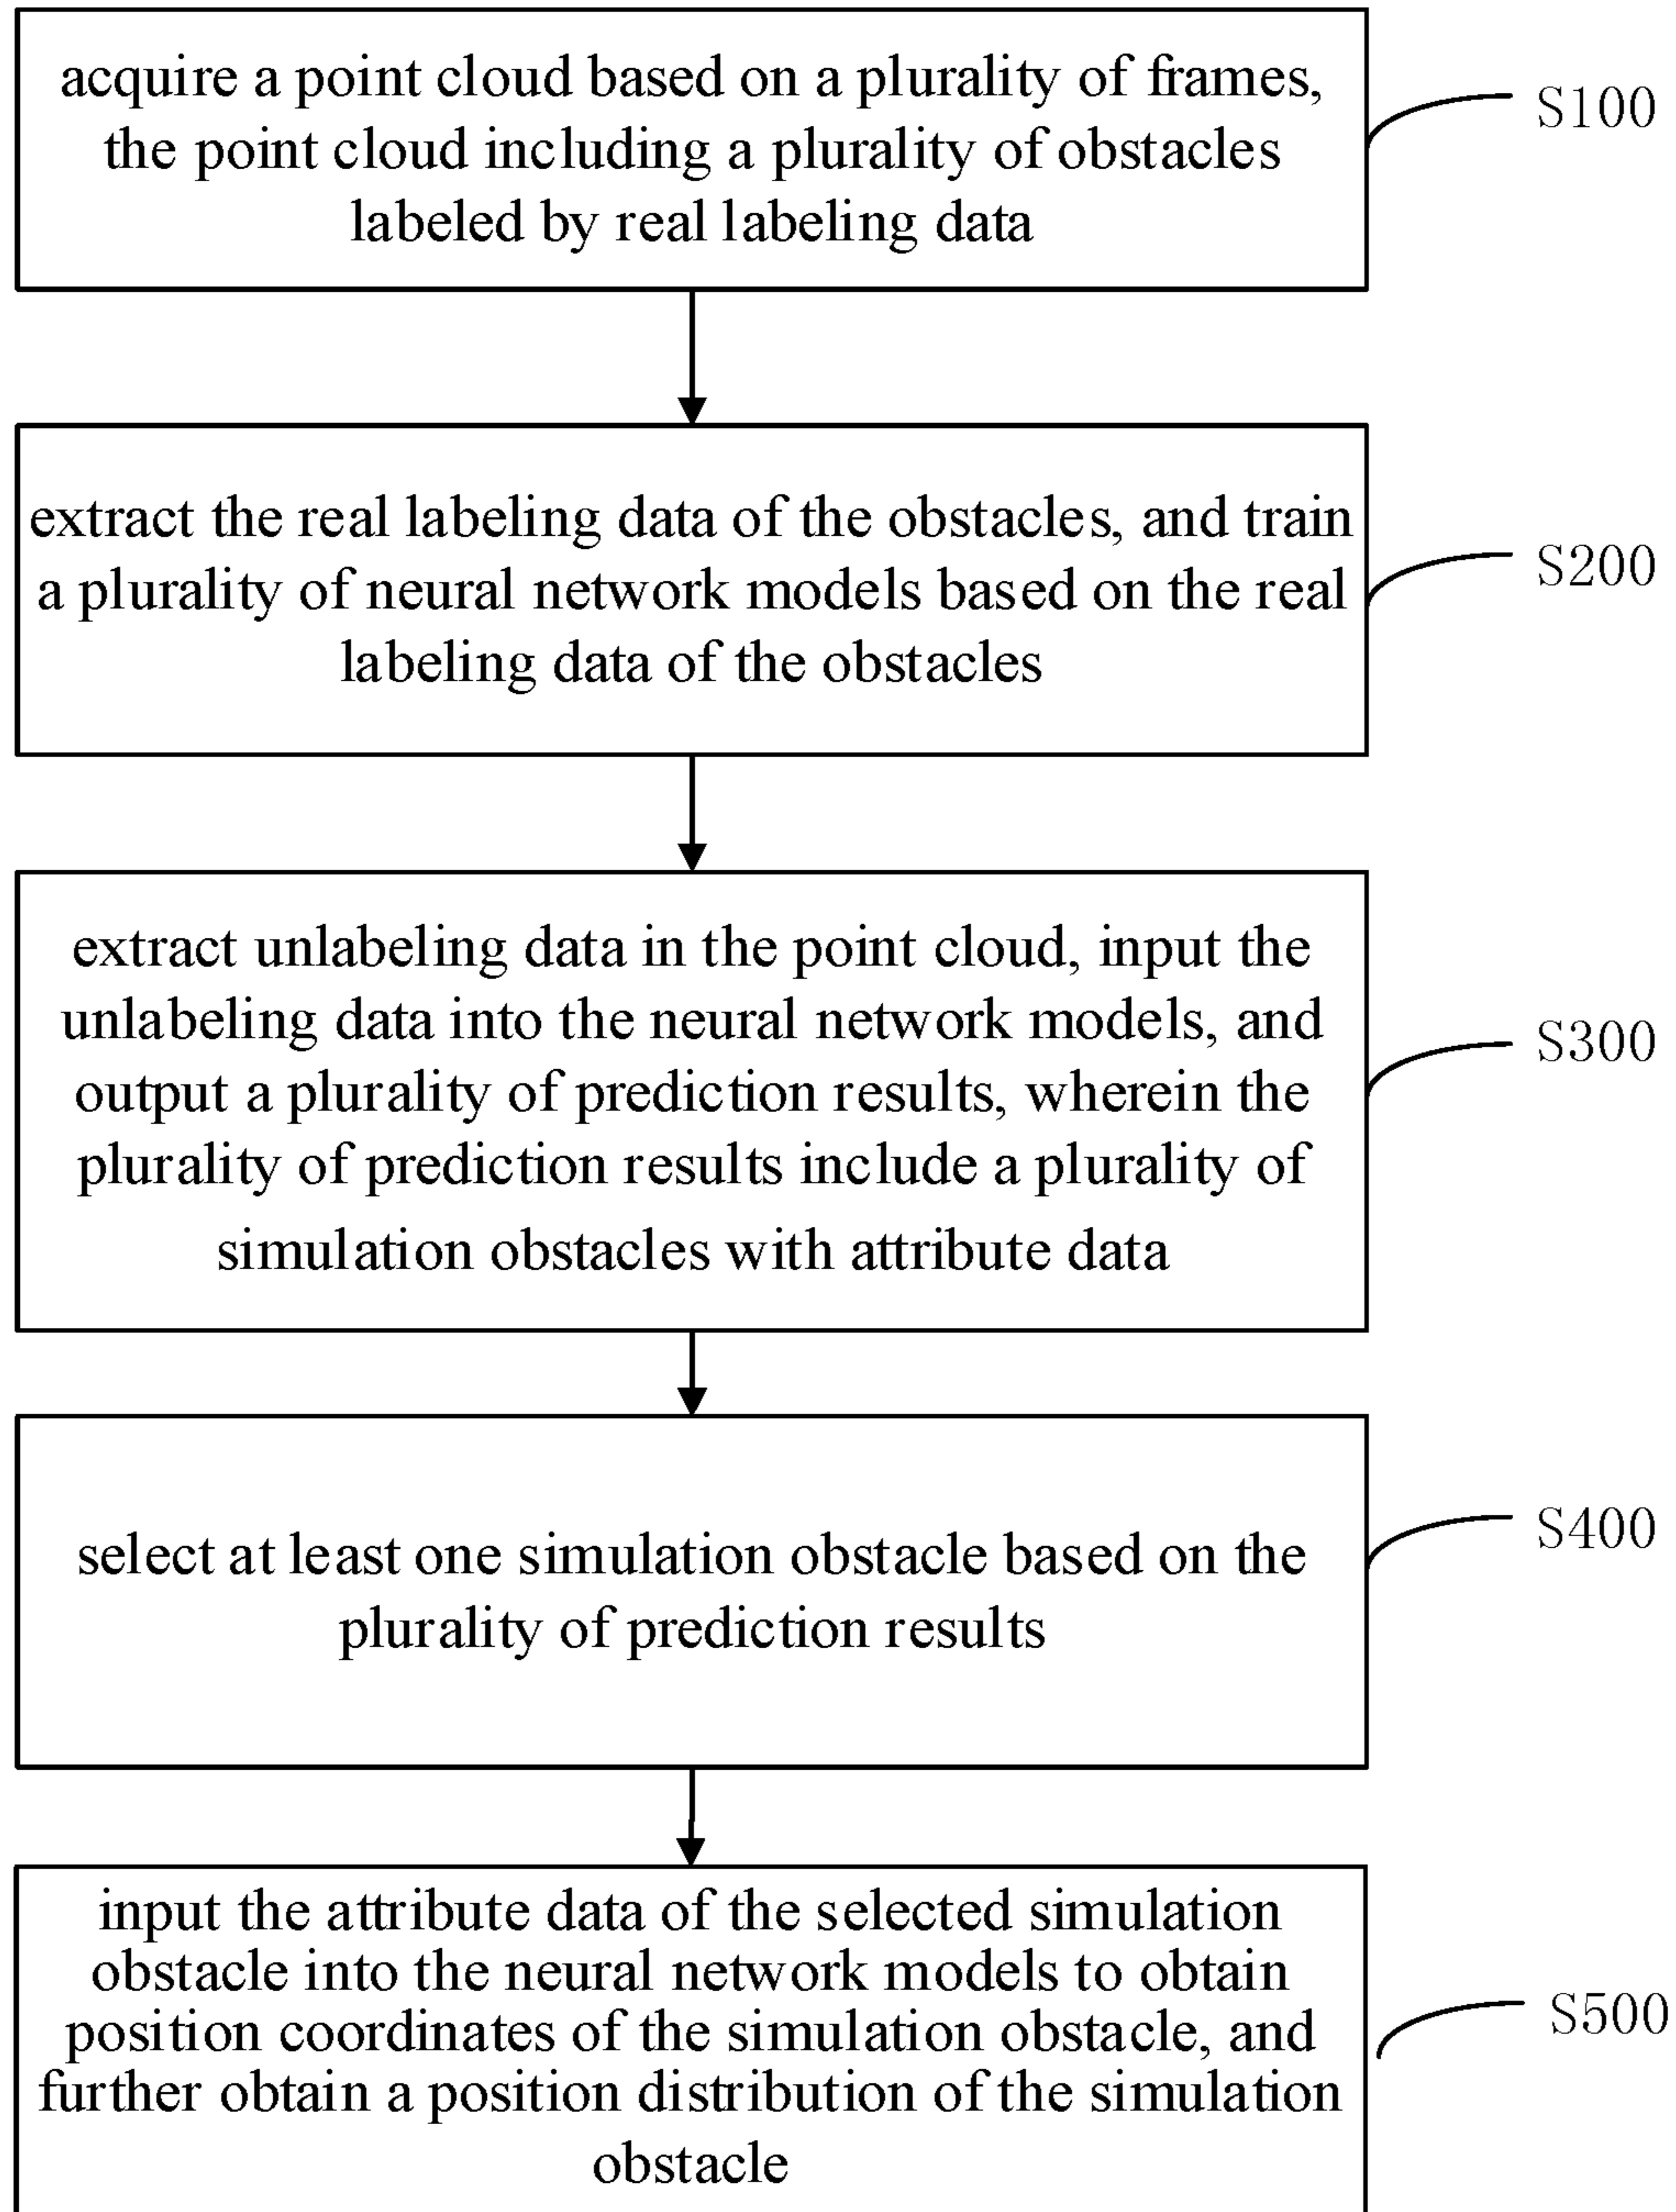 acquire a point cloud based on a plurality of frames,
the point cloud including a plurality of obstacles
labeled by real labeling data
S100
extract the real labeling data of the obstacles, and train
a plurality of neural network models based on the real
labeling data of the obstacles
S200
extract unlabeling data in the point cloud, input the
unlabeling data into the neural network models, and
output a plurality of prediction results, wherein the
plurality of prediction results include a plurality of
simulation obstacles with attribute data
S300
select at least one simulation obstacle based on the
plurality of prediction results
S400
input the attribute data of the selected simulation
obstacle into the neural network models to obtain
position coordinates of the simulation obstacle, and
further obtain a position distribution of the simulation
obstacle
S500